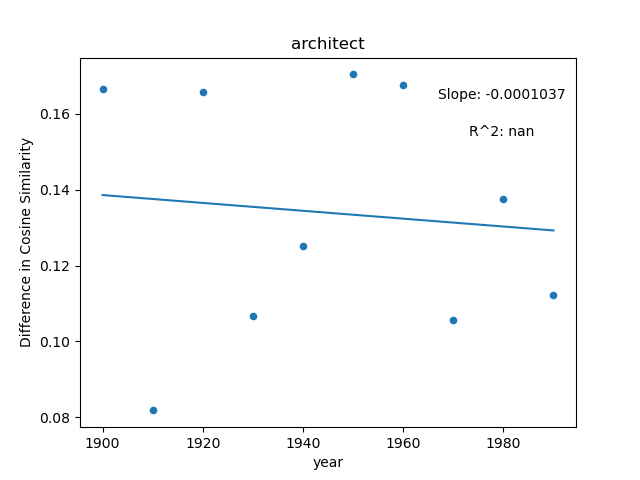 architect
Slope: -0.0001037
R^2: nan
Difference in Cosine Similarity
0.16
0.14
0.12
0.10
0.08
1900 1920 1940 1960 1980
year